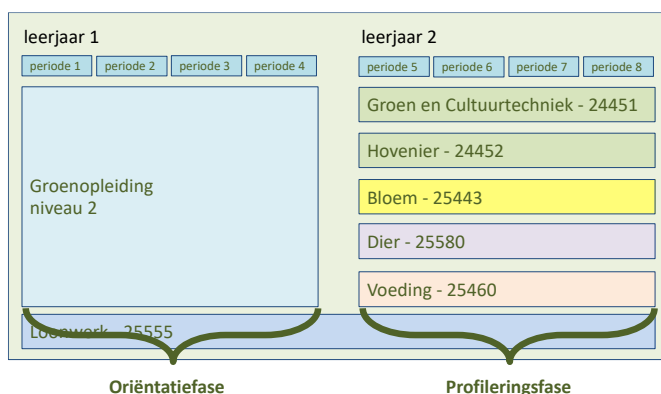 leerjaar 1
periode 1 periode 2 periode 3 periode 4
Groenopleiding
niveau 2
leerjaar 2
periode 5 periode 6 periode 7 periode 8
Groen en Cultuurtechniek - 24451
Hovenier - 24452
Bloem - 25443
Dier - 25580
Voeding - 25460
Loonwerk - 25555
Oriëntatiefase
Profileringsfase